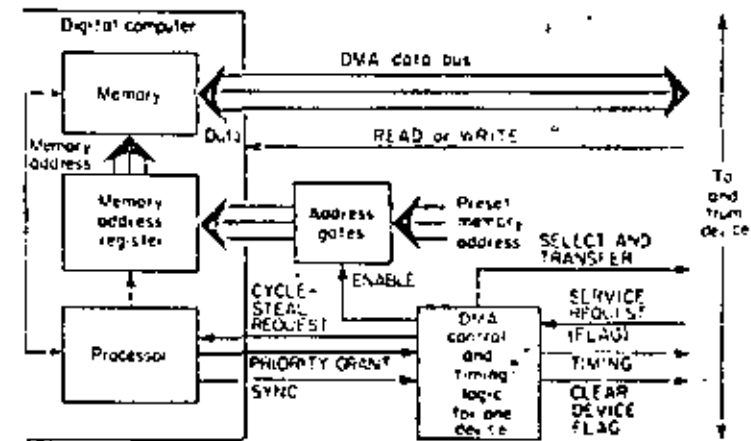 Digital computer
DMA data bus
Memory
Data
READ or WRITE
Memory
address
To
and
from
device
Memory
address
register
Address
gates
Preset
memory
address
SELECT AND
TRANSFER
ENABLE
CYCLE-
STEAL
REQUEST
SERVICE
REQUEST
(FLAG)
DMA
control
and
Timing
logic
for one
device
Processor
PRIORITY GRANT
TIMING
SYNC
CLEAR
DEVICE
FLAG